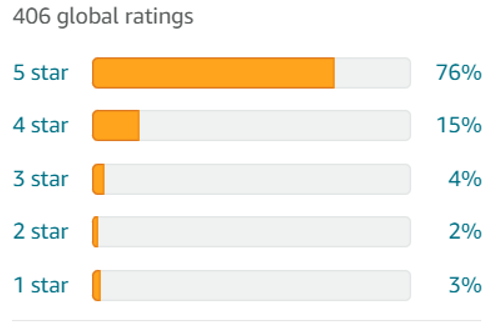 406 global ratings
5 star 76%
4 star 15%
3 star 4%
2 star 2%
1 star 3%